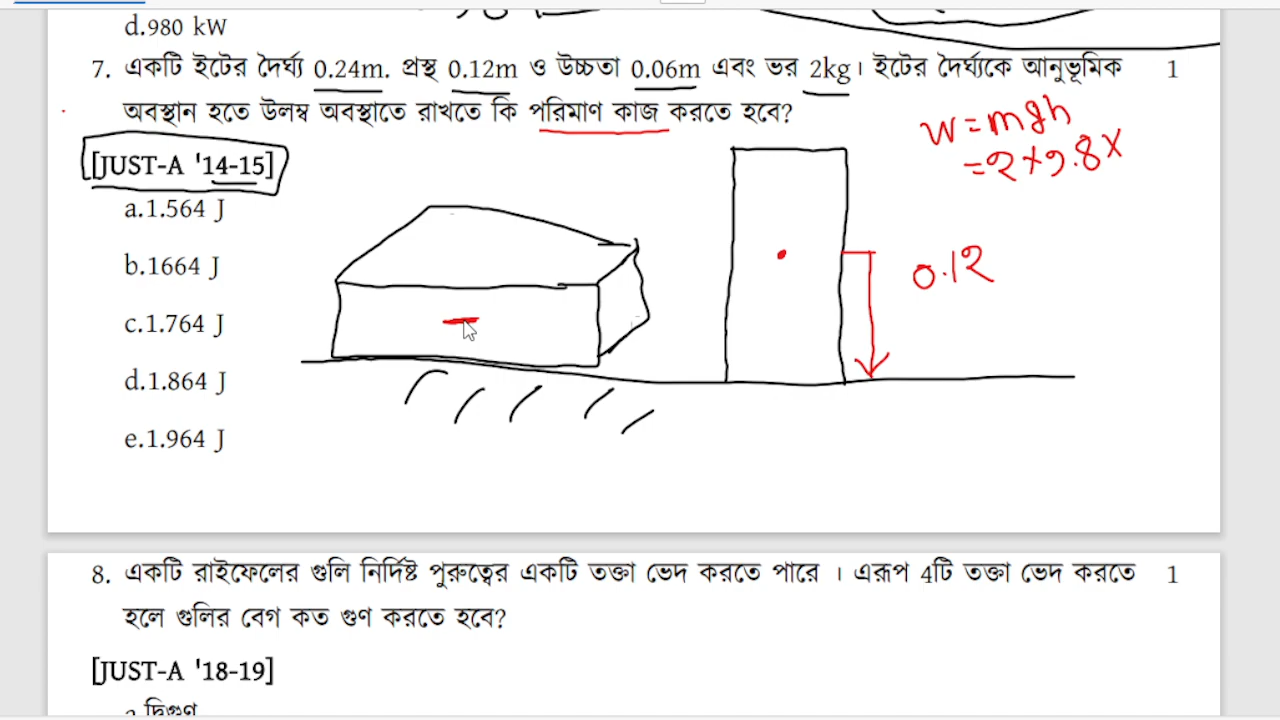 d.980 kW
7. একটি ইটের দৈর্ঘ্য 0.24m. প্রস্থ 0.12m ও উচ্চতা 0.06m এবং ভর 2kg। ইটের দৈর্ঘ্যকে আনুভূমিক 1
অবস্থান হতে উলম্ব অবস্থাতে রাখতে কি পরিমাণ কাজ করতে হবে?
W = mgh
= 2 × 9.8 ×
[JUST-A '14-15]
a.1.564 J
b.1664 J
0.12
c.1.764 J
d.1.864 J
e.1.964 J
8. একটি রাইফেলের গুলি নির্দিষ্ট পুরুত্বের একটি তক্তা ভেদ করতে পারে । এরূপ 4টি তক্তা ভেদ করতে 1
হলে গুলির বেগ কত গুণ করতে হবে?
[JUST-A '18-19]
a.দ্বিগুণ